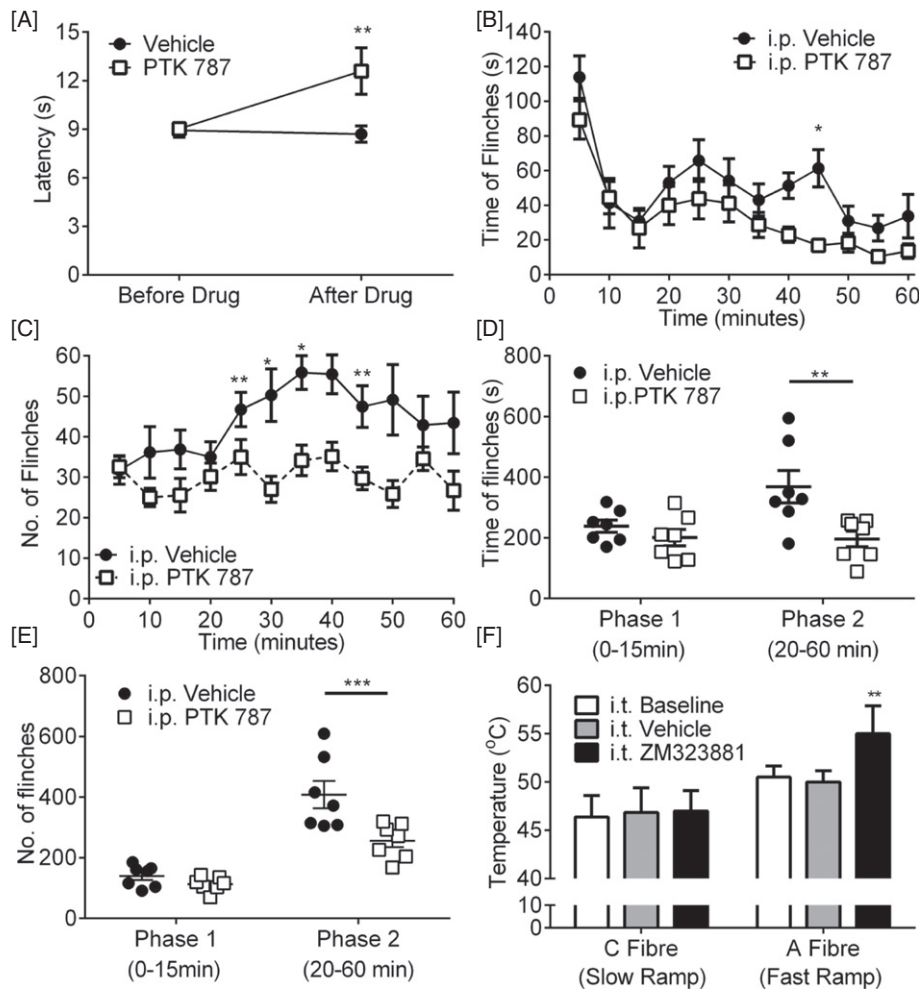 [A]
Vehicle
PTK 787
**
Latency (s)
15
12
9
6
3
0
Before Drug
After Drug
[B]
i.p. Vehicle
i.p. PTK 787
*
Time of Flinches (s)
140
120
100
80
60
40
20
0
0 10 20 30 40 50 60
Time (minutes)
[C]
No. of Flinches
60
50
40
30
20
10
0
** * * **
i.p. Vehicle
i.p. PTK 787
0 10 20 30 40 50 60
Time (minutes)
[D]
Time of flinches (s)
800
600
400
200
0
i.p. Vehicle
i.p.PTK 787
**
Phase 1
(0-15min)
Phase 2
(20-60 min)
[E]
No. of flinches
800
600
400
200
0
i.p. Vehicle
i.p. PTK 787
***
Phase 1
(0-15min)
Phase 2
(20-60 min)
[F]
Temperature (°C)
60
55
50
45
40
10
0
i.t. Baseline
i.t. Vehicle
i.t. ZM323881
**
C Fibre
(Slow Ramp)
A Fibre
(Fast Ramp)